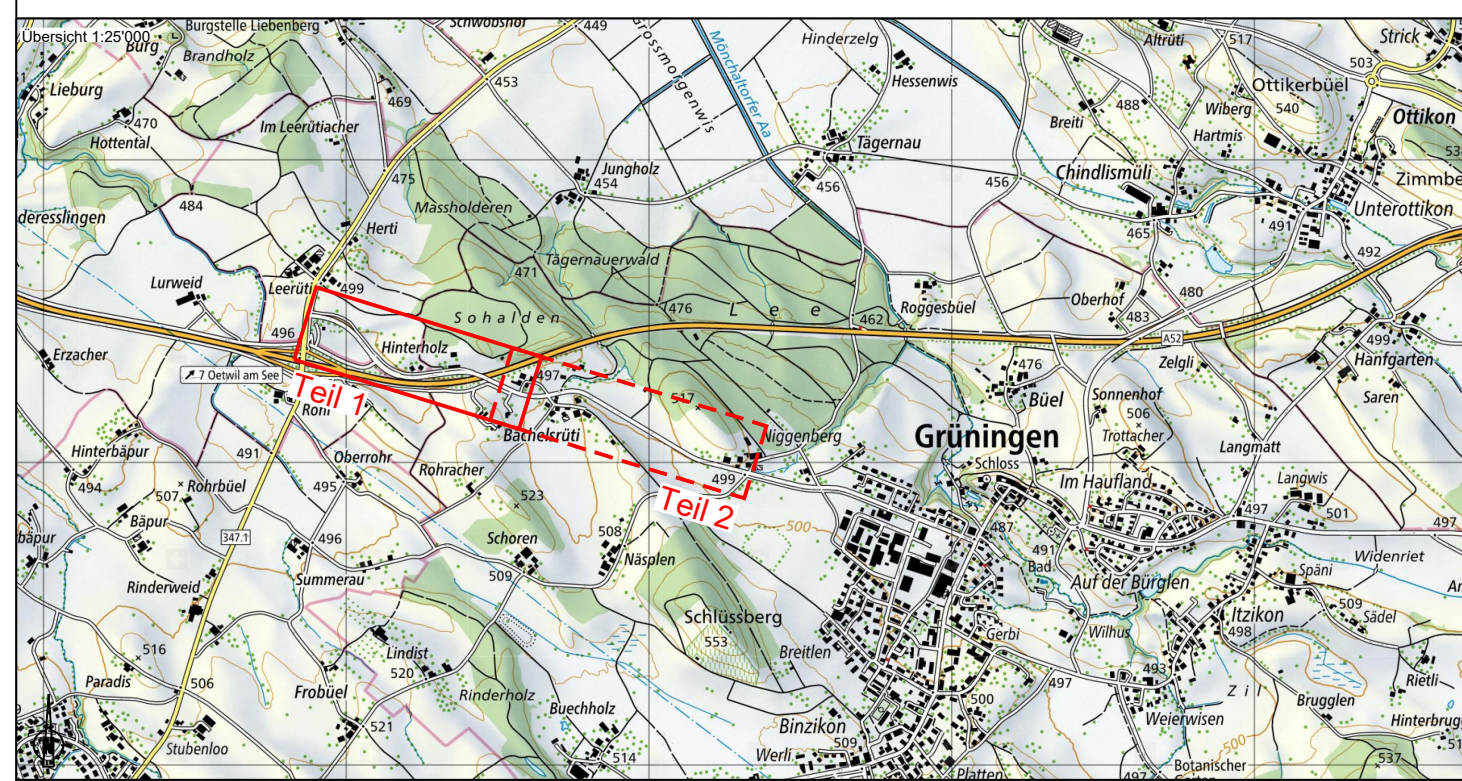 Übersicht 1:25'000
Burgstelle Liebenberg
Schwobshof
449
Grossmorgenwis
Mönchaltorfer Aa
Hinderzelg
Altrüti
517
Strick
Burg
Brandholz
453
Hessenwis
503
Ottikerbüel
540
Lieburg
469
488
Wiberg
470
Hottental
Im Leerütiacher
Breiti
Hartmis
Ottikon
Tägernau
475
Jungholz
454
456
456
Chindlismüli
Zimmbe
484
Massholderen
Unterottikon
deresslingen
Herti
465
491
492
Tägernauerwald
471
Lurweid
Leerüti
499
Roggesbüel
Oberhof
480
476
L e e
462
483
Sohalden
496
A52
499
Hinterholz
Erzacher
Zelgli
Hanfgarten
7 Oetwil am See
497
476
Teil 1
Büel
Sonnenhof
Saren
517
506
Bachelsrüti
Niggenberg
Grüningen
Trottacher
Langmatt
Hinterbäpur
491
Oberrohr
Schloss
Rohracher
499
Im Haufland
Langwis
494
507
Rohrbüel
495
523
Teil 2
501
508
500
487
497
497
Bäpur
347.1
496
Schoren
491
bäpur
Näsplen
Bad
Widenriet
Summerau
509
Auf der Bürglen
Späni
Rinderweid
509
Sädel
Schlüssberg
Itzikon
553
Gerbi
Wilhus
498
516
Lindist
520
Breitlen
493
Paradis
506
Rietli
Frobüel
Rinderholz
500
497
Zil
Brugglen
Buechholz
Weierwisen
521
Binzikon
Hinterbrugg
Stubenloo
509
500
514
Werli
537
Platten
497
Botanischer